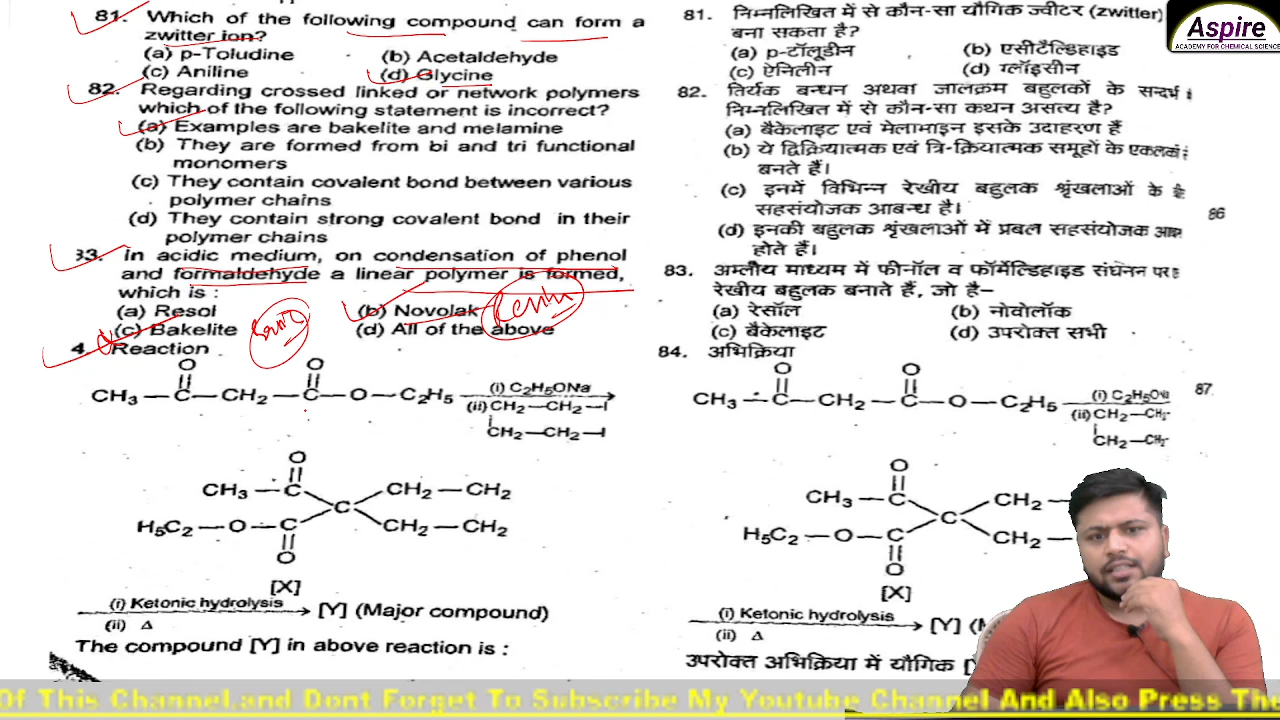 81. Which of the following compound can form a
zwitter ion?
(a) p-Toludine (b) Acetaldehyde
(c) Aniline (d) Glycine
82. Regarding crossed linked or network polymers
which of the following statement is incorrect?
(a) Examples are bakelite and melamine
(b) They are formed from bi and tri functional
monomers
(c) They contain covalent bond between various
polymer chains
(d) They contain strong covalent bond in their
polymer chains
33. In acidic medium, on condensation of phenol
and formaldehyde a linear polymer is formed,
which is :
(a) Resol (b) Novolak
(c) Bakelite (d) All of the above
4. Reaction
O O
CH₃—C—CH₂—C—O—C₂H₅
(i) C₂H₅ONa
(ii) CH₂—CH₂—I
CH₂—CH₂—I
O
CH₃—C CH₂—CH₂
C
H₅C₂—O—C CH₂—CH₂
O
[X]
(i) Ketonic hydrolysis
(ii) Δ
[Y] (Major compound)
The compound [Y] in above reaction is :
81. निम्नलिखित में से कौन-सा यौगिक ज्वीटर (zwitter)
बना सकता है?
(a) p-टॉलूडीन (b) एसीटैल्डिहाइड
(c) ऐनिलीन (d) ग्लॉइसीन
82. तिर्यक बन्धन अथवा जालक्रम बहुलकों के सन्दर्भ
निम्नलिखित में से कौन-सा कथन असत्य है?
(a) बैकेलाइट एवं मेलामाइन इसके उदाहरण हैं
(b) ये द्विक्रियात्मक एवं त्रि-क्रियात्मक समूहों के एकलकों
बनते हैं।
(c) इनमें विभिन्न रेखीय बहुलक श्रृंखलाओं के
सहसंयोजक आबन्ध है।
(d) इनकी बहुलक श्रृंखलाओं में प्रबल सहसंयोजक
होते हैं।
83. अम्लीय माध्यम में फीनॉल व फॉर्मेल्डिहाइड संघनन पर
रेखीय बहुलक बनाते हैं, जो है–
(a) रेसॉल (b) नोवोलॉक
(c) बैकेलाइट (d) उपरोक्त सभी
84. अभिक्रिया
O O
CH₃—C—CH₂—C—O—C₂H₅
(i) C₂H₅ONa
(ii) CH₂—CH₂
CH₂—CH₂
O
CH₃—C CH₂—
C
H₅C₂—O—C CH₂—
O
[X]
(i) Ketonic hydrolysis
(ii) Δ
[Y]
उपरोक्त अभिक्रिया में यौगिक
86
87
Aspire
ACADEMY FOR CHEMICAL SCIENCE
Of This Channel,and Dont Forget To Subscribe My Youtube Channel And Also Press The